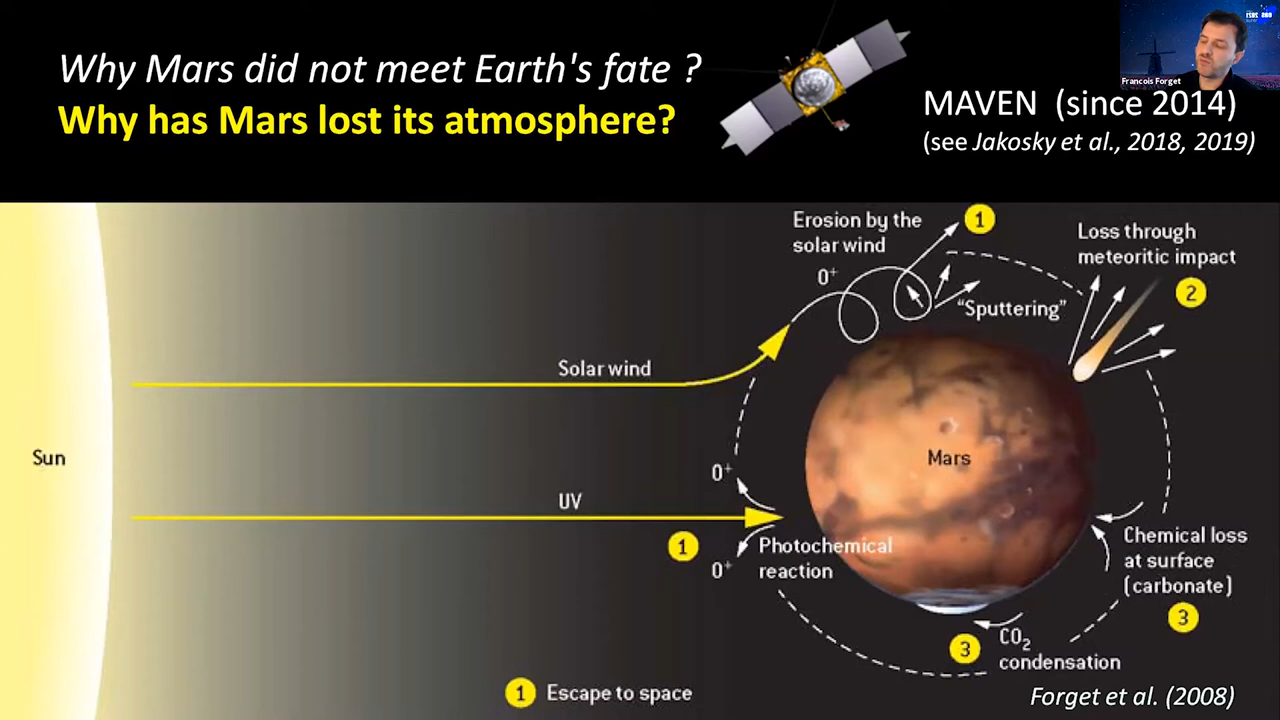 Why Mars did not meet Earth's fate ?
Why has Mars lost its atmosphere?
Francois Forget
MAVEN (since 2014)
(see Jakosky et al., 2018, 2019)
Erosion by the
solar wind
1
O⁺
"Sputtering"
Loss through
meteoritic impact
2
Solar wind
Sun
Mars
O⁺
UV
1
Photochemical
reaction
O⁺
Chemical loss
at surface
(carbonate)
3
3
CO₂
condensation
1 Escape to space
Forget et al. (2008)